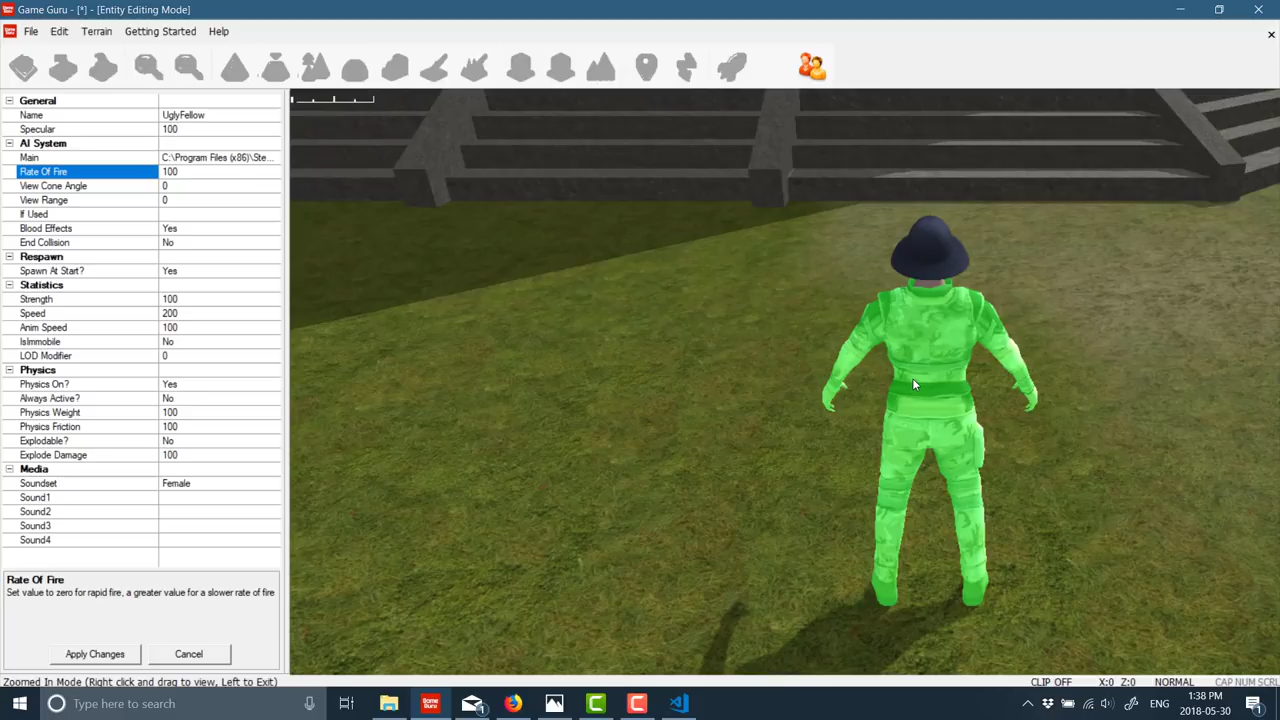 Game Guru - [*] - [Entity Editing Mode]
File Edit Terrain Getting Started Help
General
Name UglyFellow
Specular 100
AI System
Main C:\Program Files (x86)\Ste...
Rate Of Fire 100
View Cone Angle 0
View Range 0
If Used
Blood Effects Yes
End Collision No
Respawn
Spawn At Start? Yes
Statistics
Strength 100
Speed 200
Anim Speed 100
IsImmobile No
LOD Modifier 0
Physics
Physics On? Yes
Always Active? No
Physics Weight 100
Physics Friction 100
Explodable? No
Explode Damage 100
Media
Soundset Female
Sound1
Sound2
Sound3
Sound4
Rate Of Fire
Set value to zero for rapid fire, a greater value for a slower rate of fire
Apply Changes Cancel
Zoomed In Mode (Right click and drag to view, Left to Exit) CLIP OFF X:0 Z:0 NORMAL CAP NUM SCRL
Type here to search
ENG
1:38 PM
2018-05-30